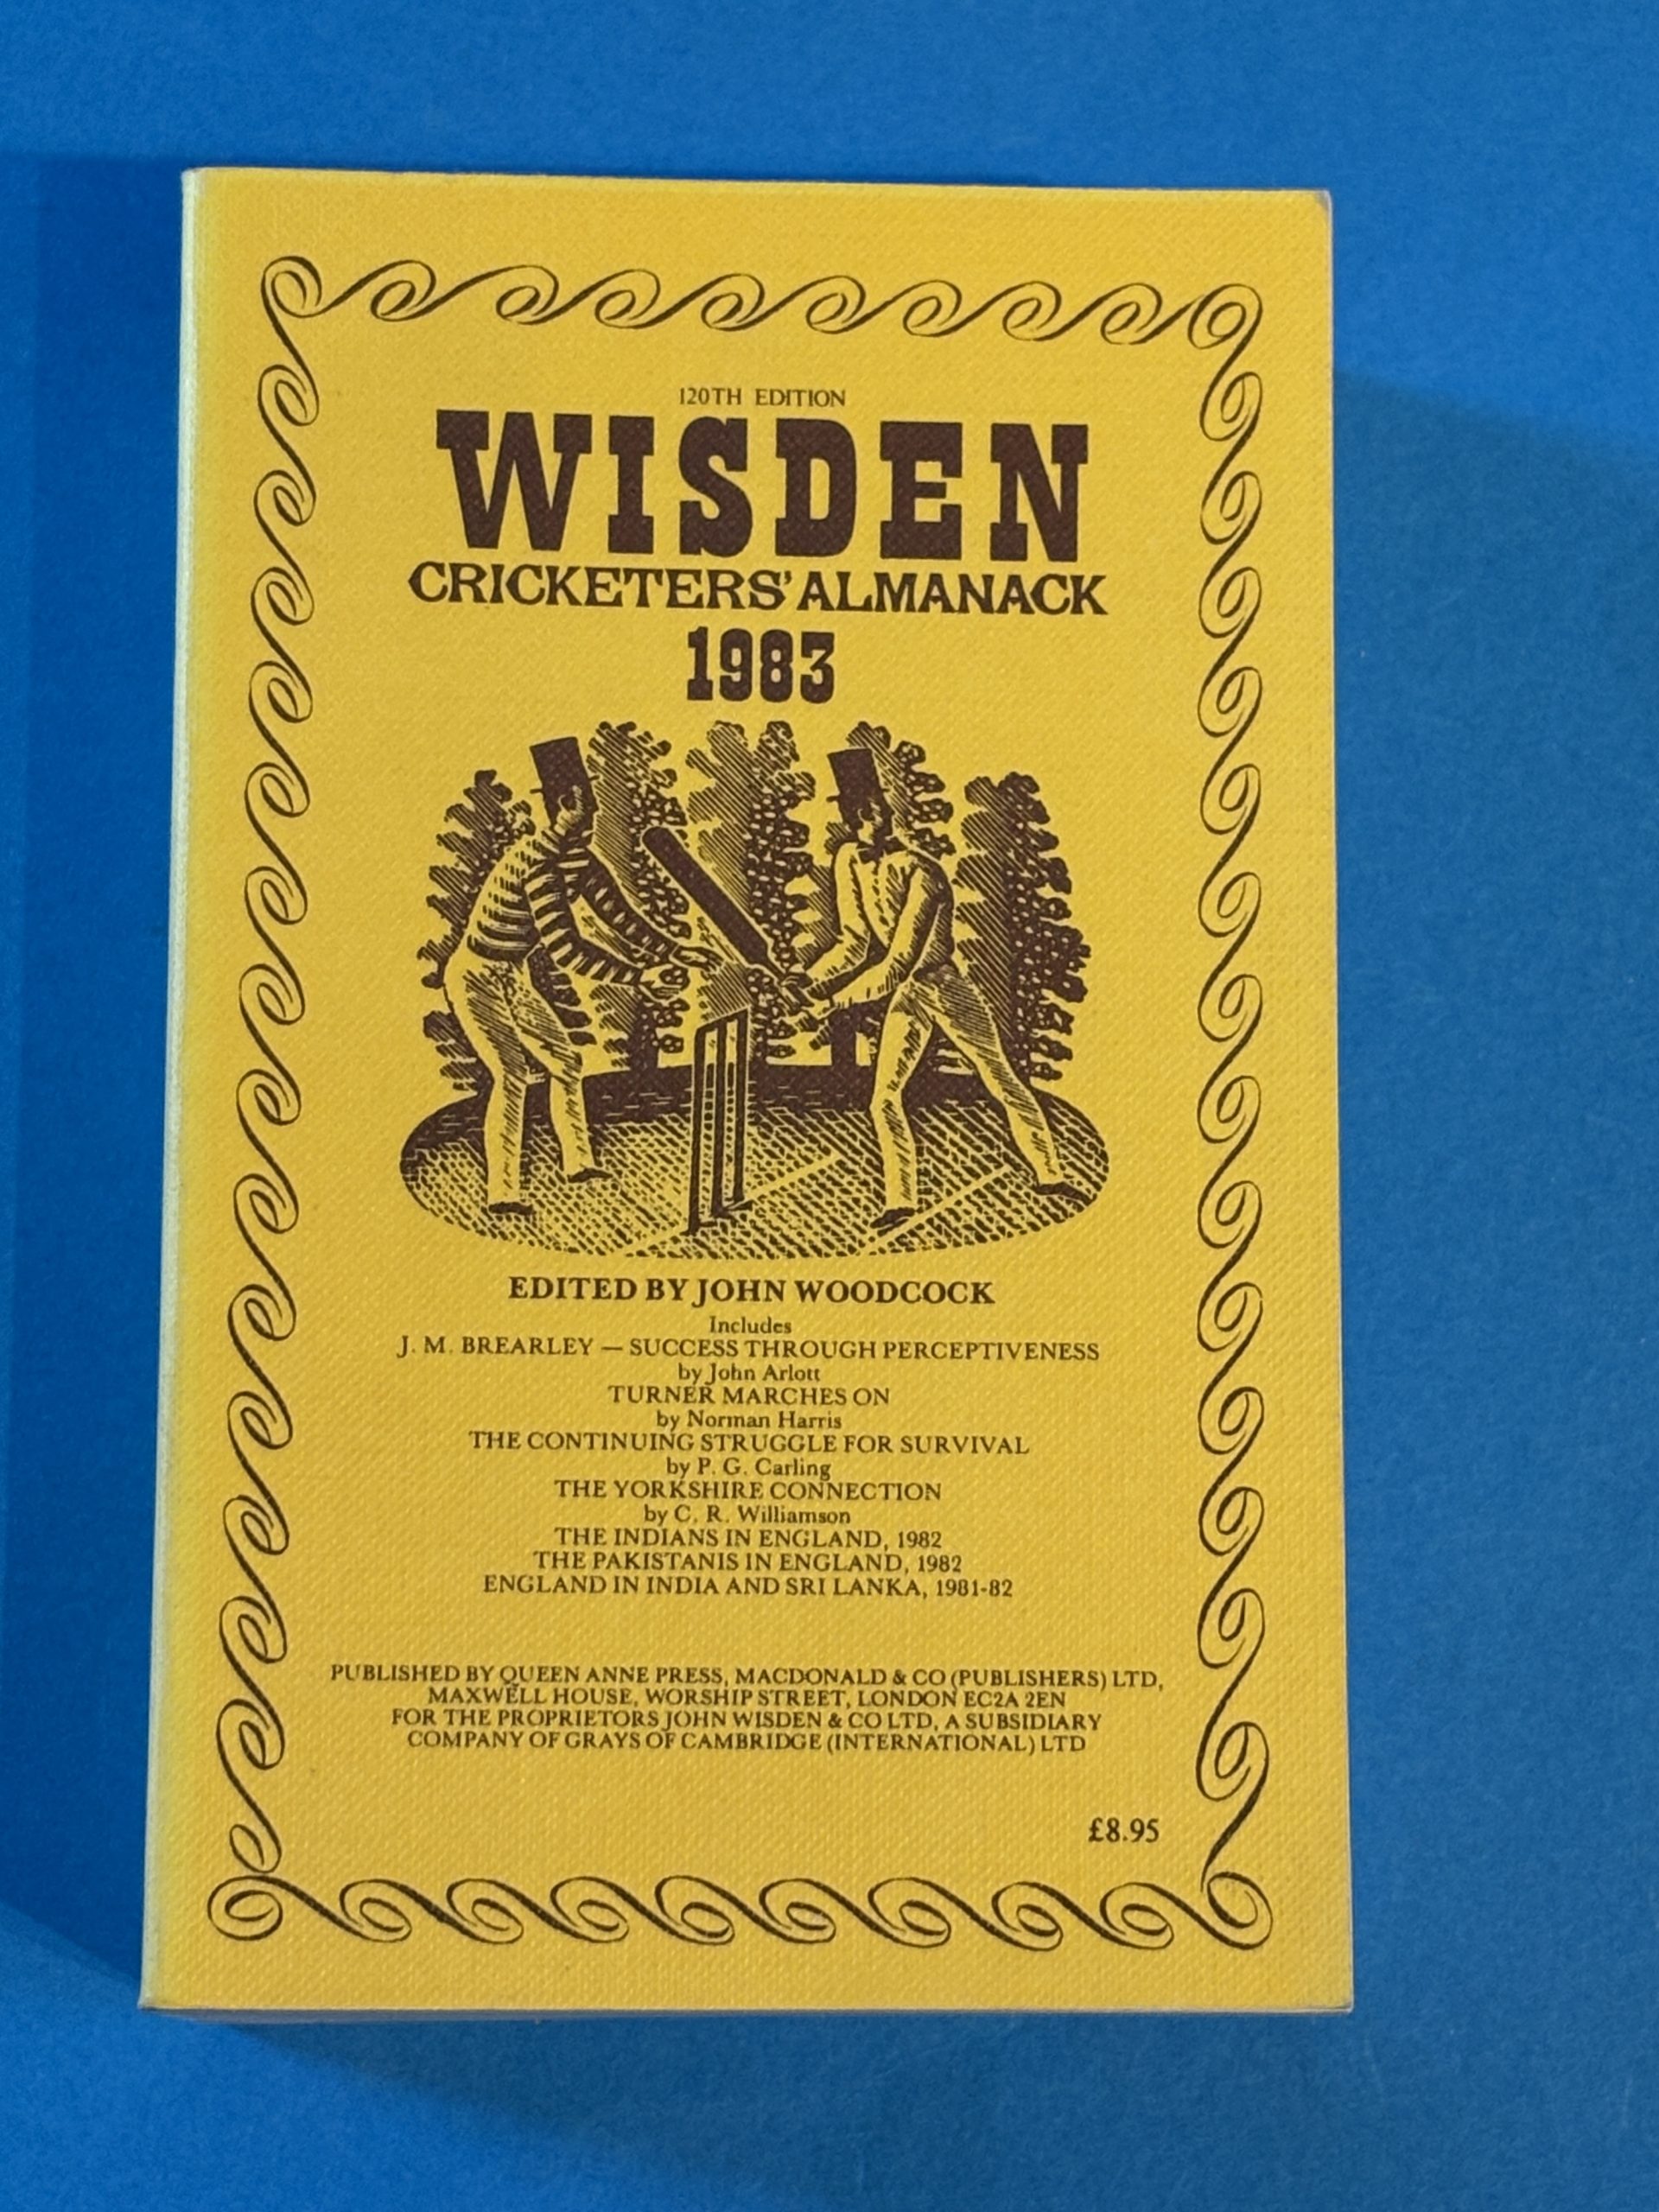 120TH EDITION
WISDEN
CRICKETERS' ALMANACK
1983
EDITED BY JOHN WOODCOCK
Includes
J. M. BREARLEY — SUCCESS THROUGH PERCEPTIVENESS
by John Arlott
TURNER MARCHES ON
by Norman Harris
THE CONTINUING STRUGGLE FOR SURVIVAL
by P. G. Carling
THE YORKSHIRE CONNECTION
by C. R. Williamson
THE INDIANS IN ENGLAND, 1982
THE PAKISTANIS IN ENGLAND, 1982
ENGLAND IN INDIA AND SRI LANKA, 1981-82
PUBLISHED BY QUEEN ANNE PRESS, MACDONALD & CO (PUBLISHERS) LTD,
MAXWELL HOUSE, WORSHIP STREET, LONDON EC2A 2EN
FOR THE PROPRIETORS JOHN WISDEN & CO LTD, A SUBSIDIARY
COMPANY OF GRAYS OF CAMBRIDGE (INTERNATIONAL) LTD
£8.95